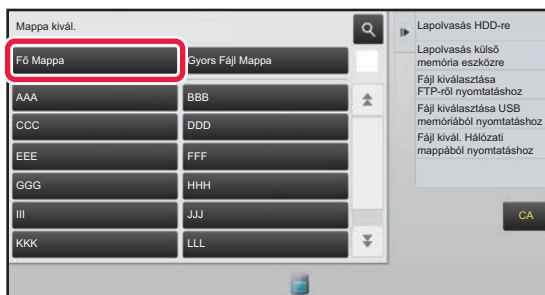 Mappa kivál.
Fő Mappa
Gyors Fájl Mappa
AAA
BBB
CCC
DDD
EEE
FFF
GGG
HHH
III
JJJ
KKK
LLL
Lapolvasás HDD-re
Lapolvasás külső
memória eszközre
Fájl kiválasztása
FTP-ről nyomtatáshoz
Fájl kiválasztása USB
memóriából nyomtatáshoz
Fájl kivál. Hálózati
mappából nyomtatáshoz
CA